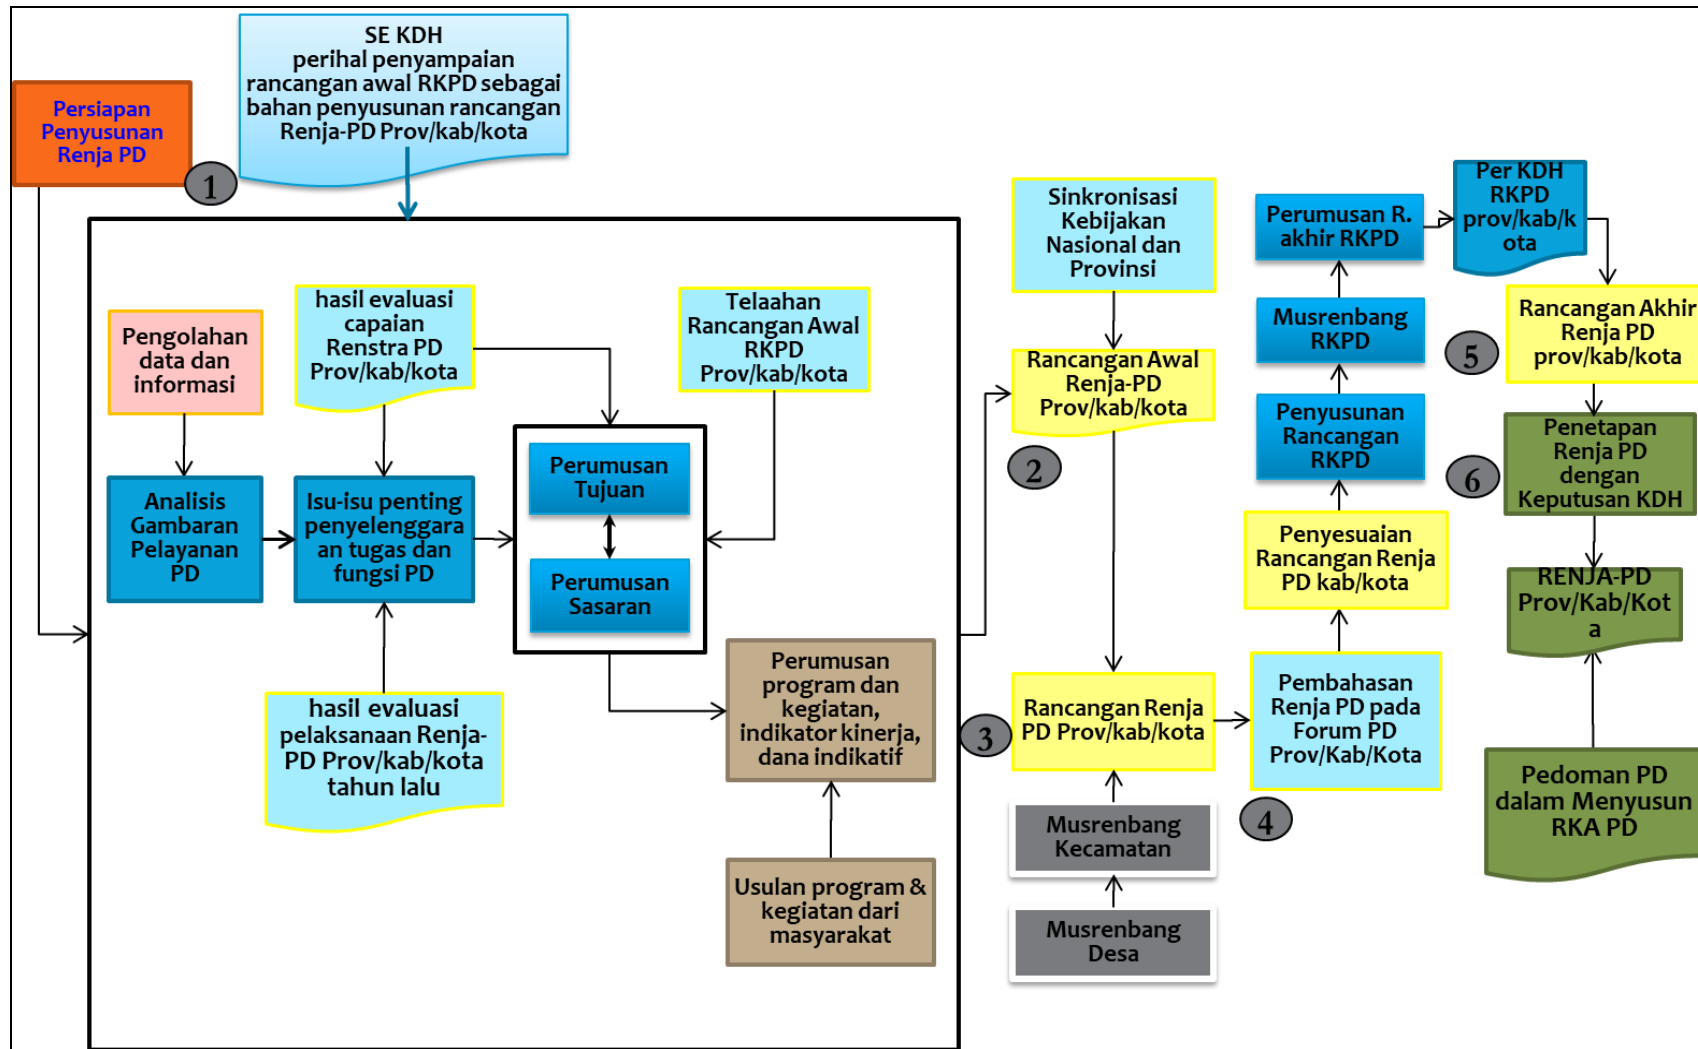 SE KDH
perihal penyampaian
rancangan awal RKPD sebagai
bahan penyusunan rancangan
Renja-PD Prov/kab/kota
Persiapan
Penyusunan
Renja PD
1
Pengolahan
data dan
informasi
hasil evaluasi
capaian
Renstra PD
Prov/kab/kota
Telaahan
Rancangan Awal
RKPD
Prov/kab/kota
Analisis
Gambaran
Pelayanan
PD
Isu-isu penting
penyelenggara
an tugas dan
fungsi PD
Perumusan
Tujuan
Perumusan
Sasaran
hasil evaluasi
pelaksanaan Renja-
PD Prov/kab/kota
tahun lalu
Perumusan
program dan
kegiatan,
indikator kinerja,
dana indikatif
Usulan program &
kegiatan dari
masyarakat
Sinkronisasi
Kebijakan
Nasional dan
Provinsi
Rancangan Awal
Renja-PD
Prov/kab/kota
2
Rancangan Renja
PD Prov/kab/kota
3
Musrenbang
Kecamatan
Musrenbang
Desa
Pembahasan
Renja PD pada
Forum PD
Prov/Kab/Kota
4
Penyesuaian
Rancangan Renja
PD kab/kota
Penyusunan
Rancangan
RKPD
Musrenbang
RKPD
Perumusan R.
akhir RKPD
Per KDH
RKPD
prov/kab/k
ota
Rancangan Akhir
Renja PD
prov/kab/kota
5
Penetapan
Renja PD
dengan
Keputusan KDH
6
RENJA-PD
Prov/Kab/Kot
a
Pedoman PD
dalam Menyusun
RKA PD